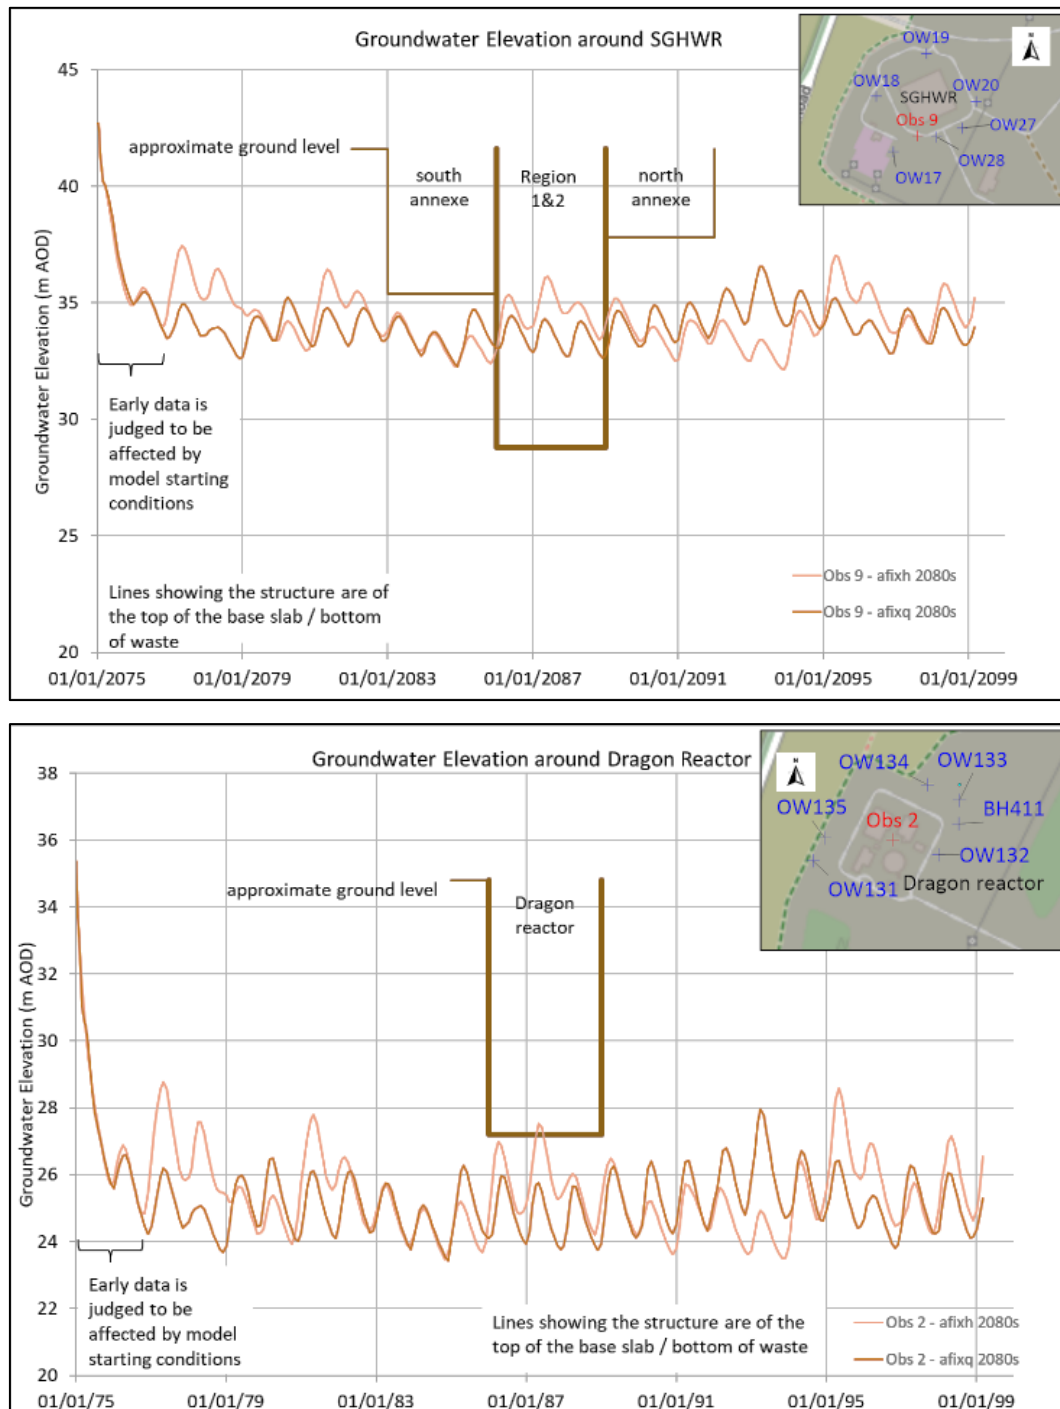 Groundwater Elevation around SGHWR
N
OW19
OW18
OW20
SGHWR
Obs 9
OW27
OW28
OW17
Road
45
40
35
30
25
20
Groundwater Elevation (m AOD)
approximate ground level
south
annexe
Region
1&2
north
annexe
Early data is
judged to be
affected by
model starting
conditions
Lines showing the structure are of
the top of the base slab / bottom
of waste
Obs 9 - afixh 2080s
Obs 9 - afixq 2080s
01/01/2075
01/01/2079
01/01/2083
01/01/2087
01/01/2091
01/01/2095
01/01/2099
Groundwater Elevation around Dragon Reactor
N
OW134
OW133
OW135
BH411
Obs 2
OW132
OW131
Dragon reactor
38
36
34
32
30
28
26
24
22
20
Groundwater Elevation (m AOD)
approximate ground level
Dragon
reactor
Early data is
judged to be
affected by model
starting conditions
Lines showing the structure are of the
top of the base slab / bottom of waste
Obs 2 - afixh 2080s
Obs 2 - afixq 2080s
01/01/75
01/01/79
01/01/83
01/01/87
01/01/91
01/01/95
01/01/99